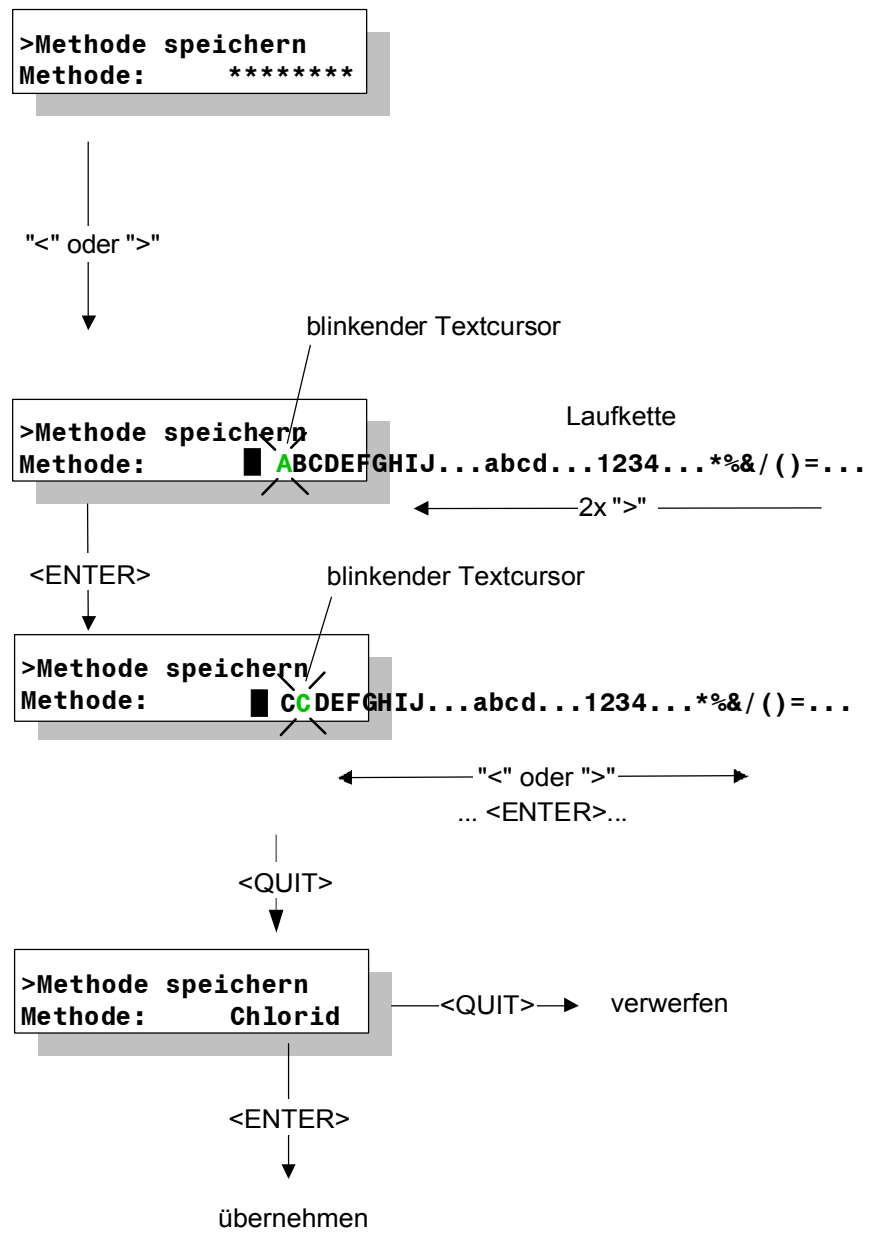 >Methode speichern
Methode: ********
"<" oder ">"
blinkender Textcursor
Laufkette
>Methode speichern
Methode: █ ABCDEFGHIJ...abcd...1234...*%&/()=...
2x ">"
<ENTER>
blinkender Textcursor
>Methode speichern
Methode: █ CCDEFGHIJ...abcd...1234...*%&/()=...
"<" oder ">"
... <ENTER>...
<QUIT>
>Methode speichern
Methode: Chlorid
<QUIT> verwerfen
<ENTER>
übernehmen